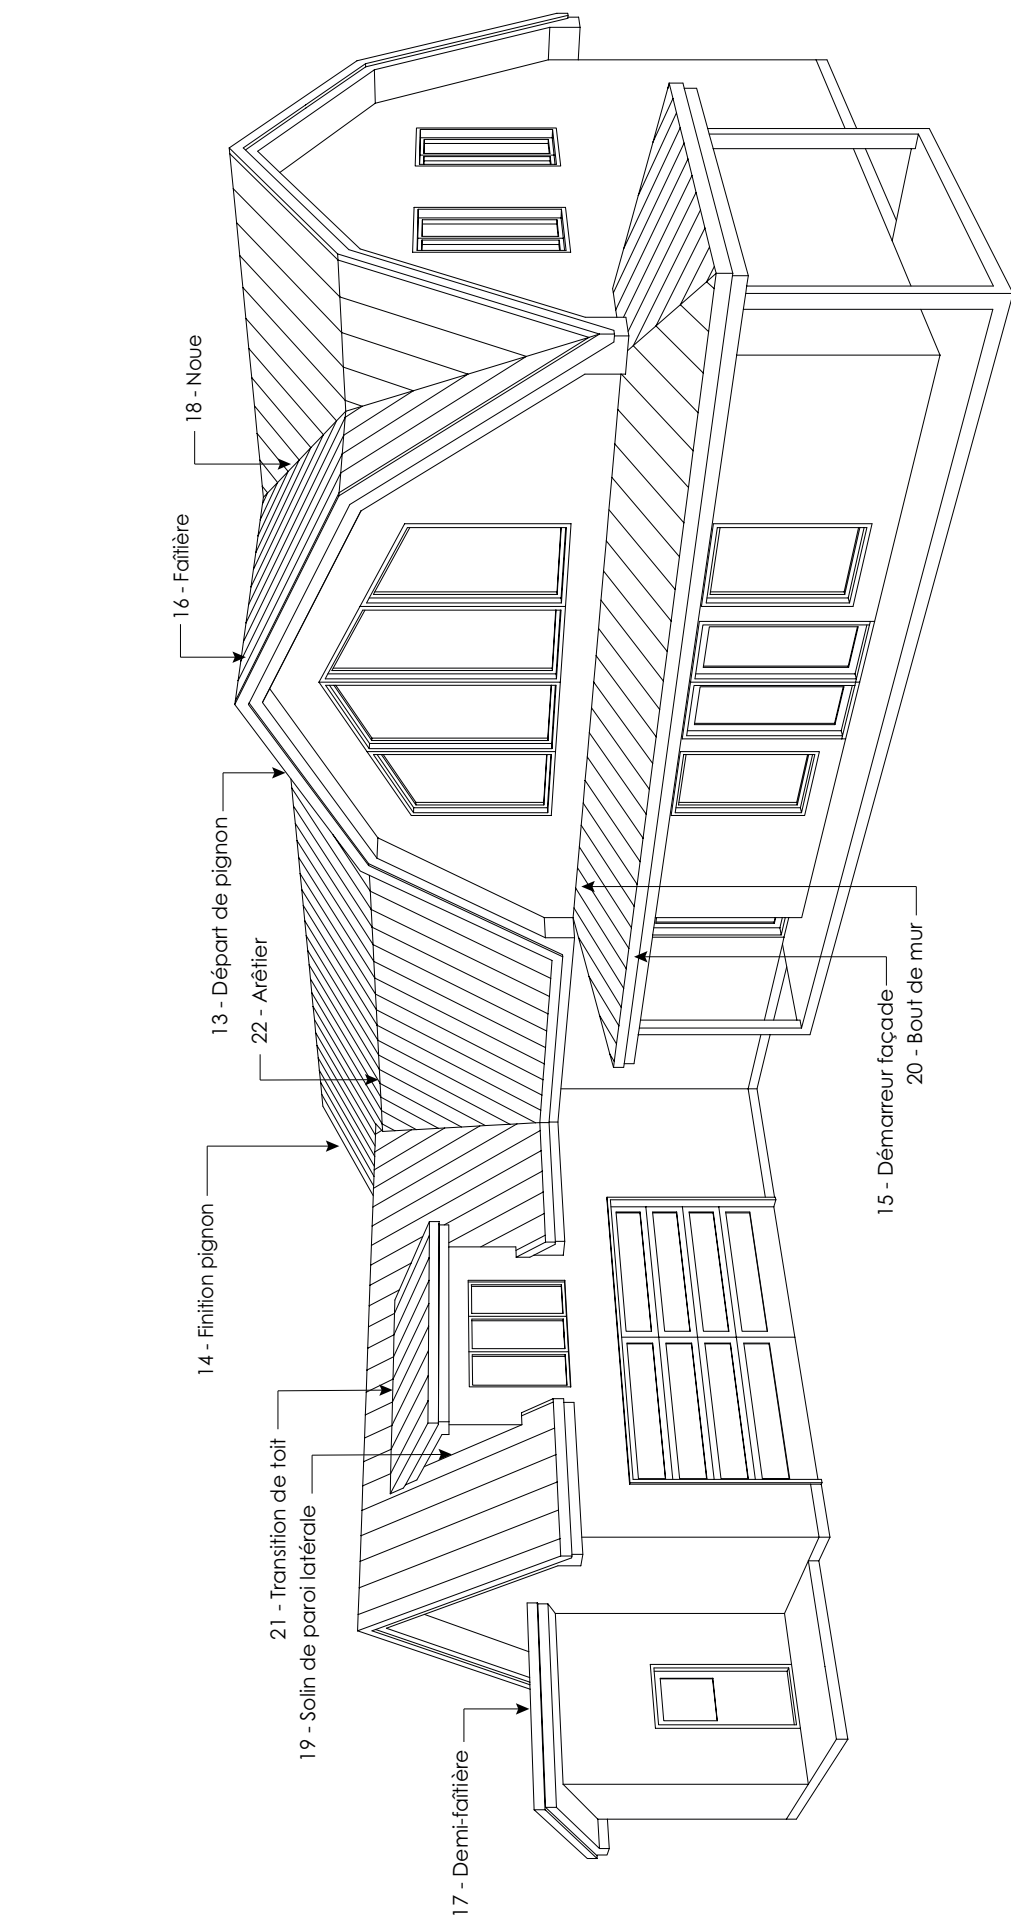 17 - Demi-faîtière
21 - Transition de toit
19 - Solin de paroi latérale
14 - Finition pignon
13 - Départ de pignon
22 - Arêtier
16 - Faîtière
18 - Noue
15 - Démarreur façade
20 - Bout de mur